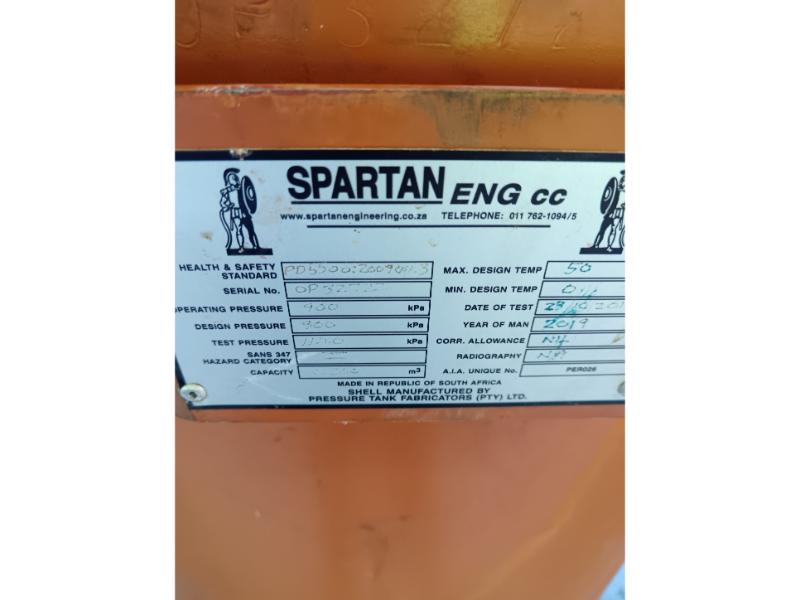 SPARTAN ENG CC
www.spartanengineering.co.za TELEPHONE: 011 762-1094/5
HEALTH & SAFETY STANDARD PD5500:2009
SERIAL No.
OPERATING PRESSURE 900 kPa
DESIGN PRESSURE 900 kPa
TEST PRESSURE kPa
SANS 347 HAZARD CATEGORY
CAPACITY m³
MAX. DESIGN TEMP 50
MIN. DESIGN TEMP 0
DATE OF TEST
YEAR OF MAN 2019
CORR. ALLOWANCE
RADIOGRAPHY
A.I.A. UNIQUE No. PER026
MADE IN REPUBLIC OF SOUTH AFRICA
SHELL MANUFACTURED BY
PRESSURE TANK FABRICATORS (PTY) LTD.